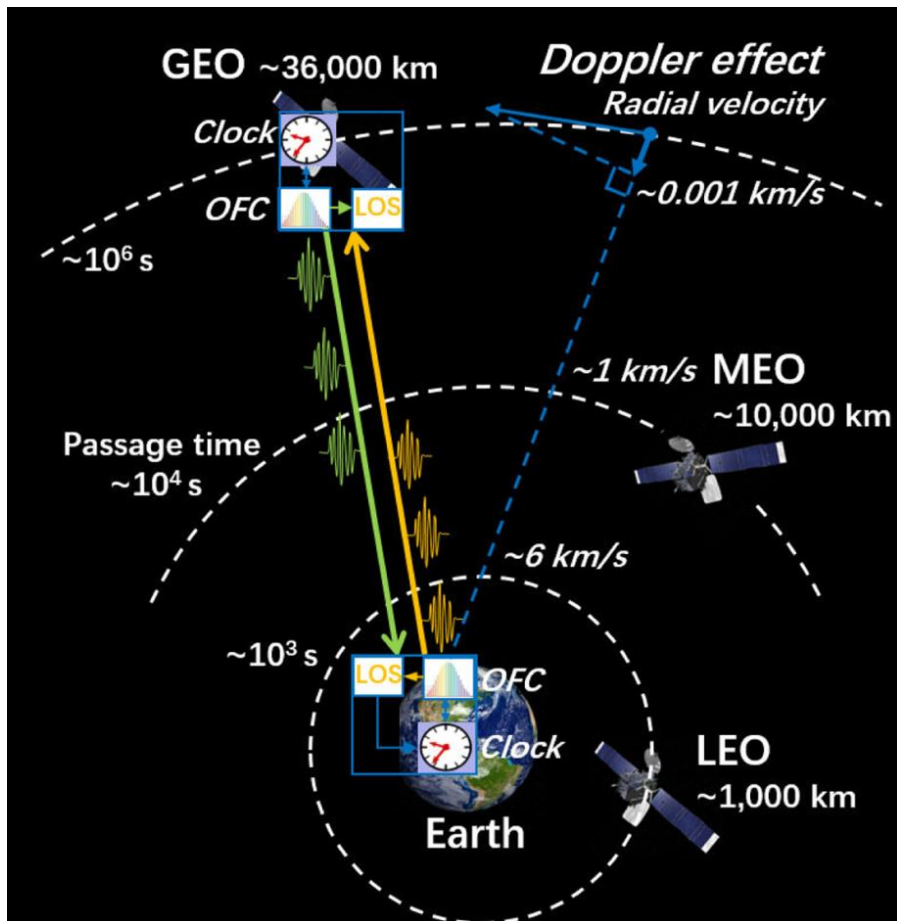 GEO ~36,000 km
Doppler effect
Radial velocity
Clock
OFC
LOS
~0.001 km/s
~10⁶ s
~1 km/s
MEO
~10,000 km
Passage time
~10⁴ s
~6 km/s
~10³ s
LOS
OFC
Clock
LEO
~1,000 km
Earth